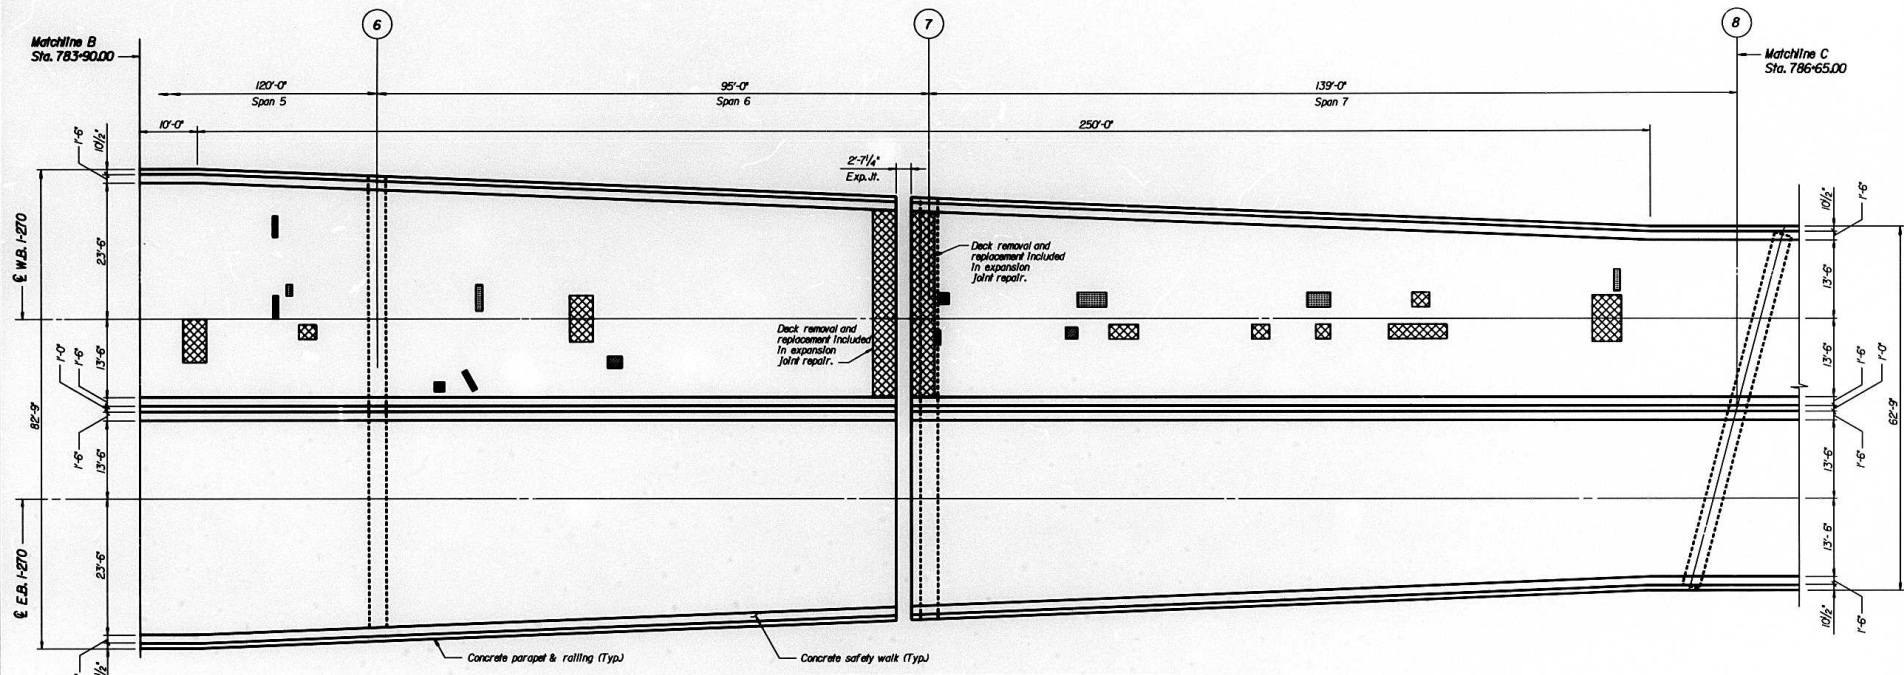 6
7
8
Matchline B
Sta. 783+90.00
Matchline C
Sta. 786+65.00
120'-0"
Span 5
95'-0"
Span 6
139'-0"
Span 7
10'-0"
250'-0"
1'-6"
10½"
2'-7¼"
Exp. Jt.
10½"
1'-6"
℄ W.B. I-270
23'-6"
13'-6"
Deck removal and
replacement included
in expansion
joint repair.
Deck removal and
replacement included
in expansion
joint repair.
13'-6"
1'-0"
1'-6"
13'-6"
1'-6"
1'-0"
82'-9"
62'-9"
1'-6"
13'-6"
13'-6"
1'-6"
℄ E.B. I-270
23'-6"
13'-6"
10½"
1'-6"
Concrete parapet & railing (Typ.)
Concrete safety walk (Typ.)